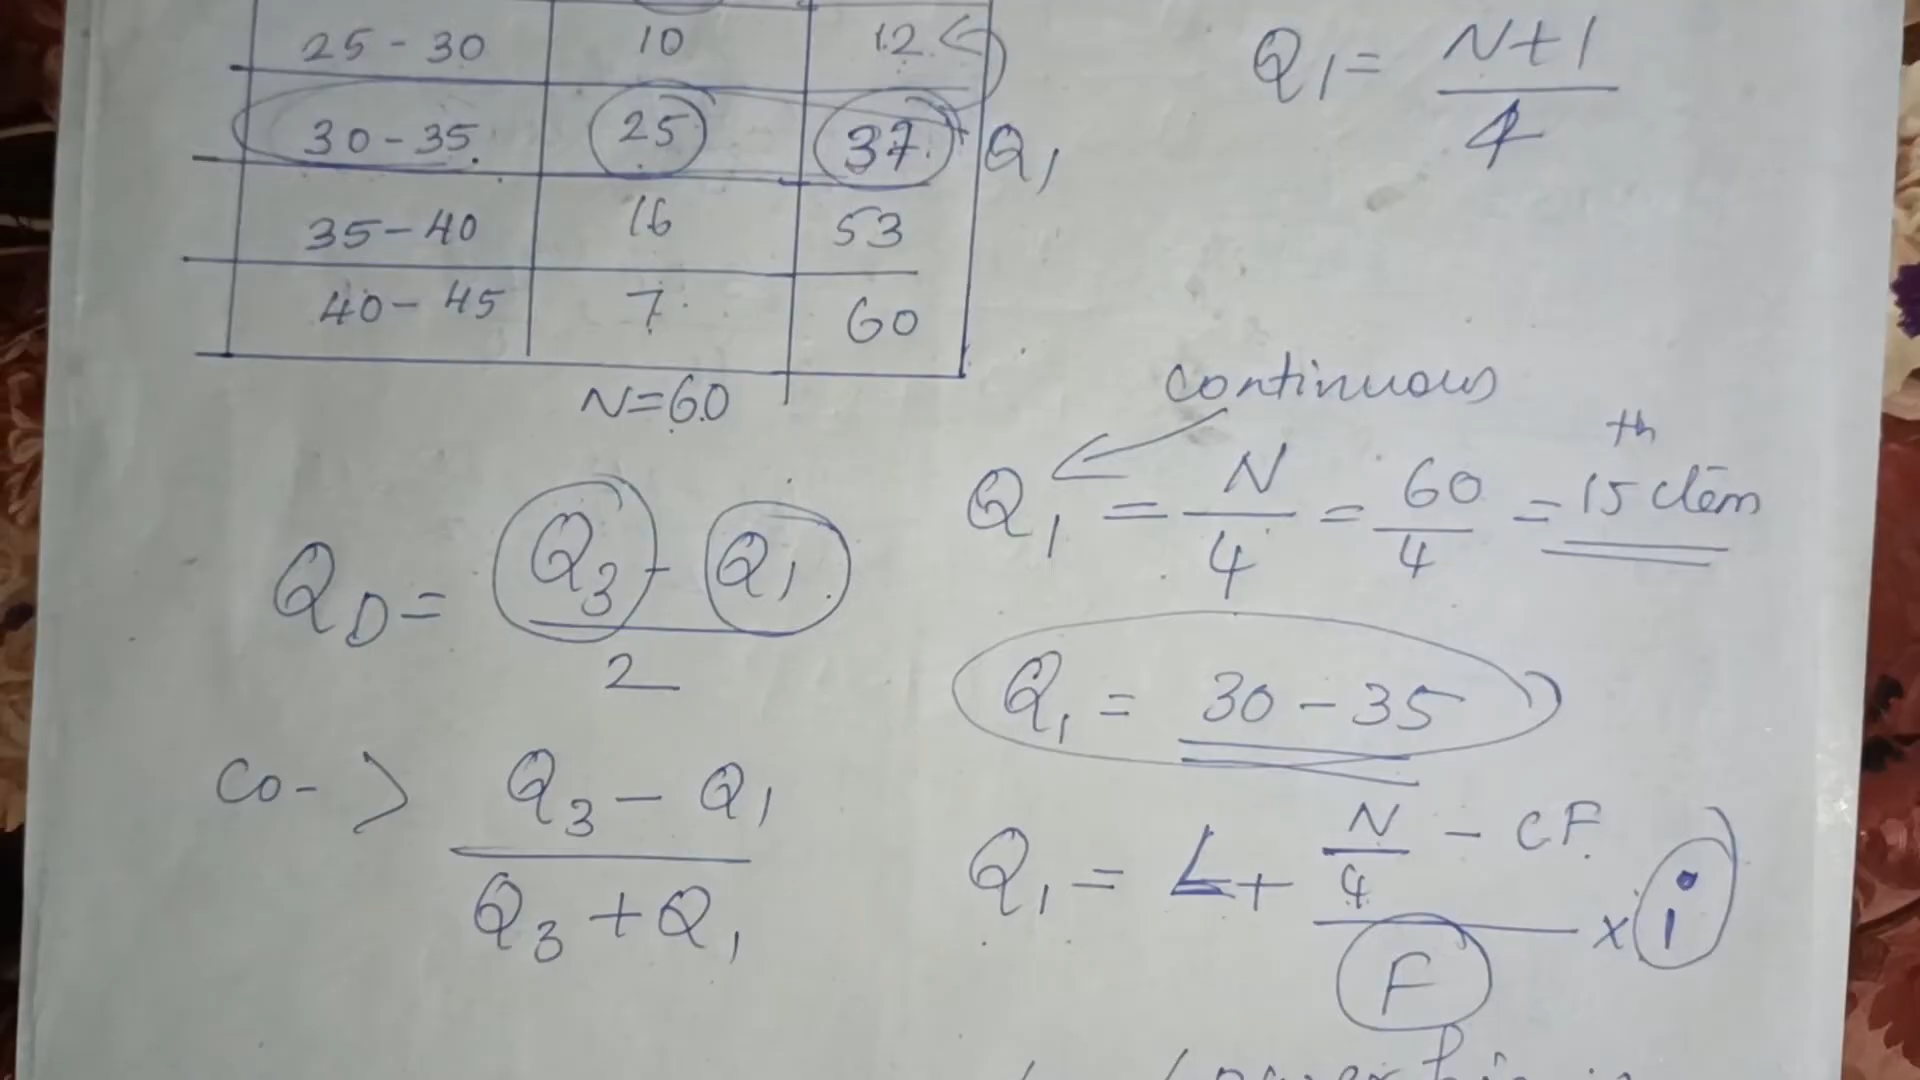 25 - 30 10 12
30 - 35 25 37 Q1
35 - 40 16 53
40 - 45 7 60
N=60
Q1 = N+1 / 4
continuous
Q1 = N / 4 = 60 / 4 = 15th
QD = Q3 - Q1 / 2
Q1 = 30 - 35
Co- > Q3 - Q1 / Q3 + Q1
Q1 = L + N / 4 - CF / F × i